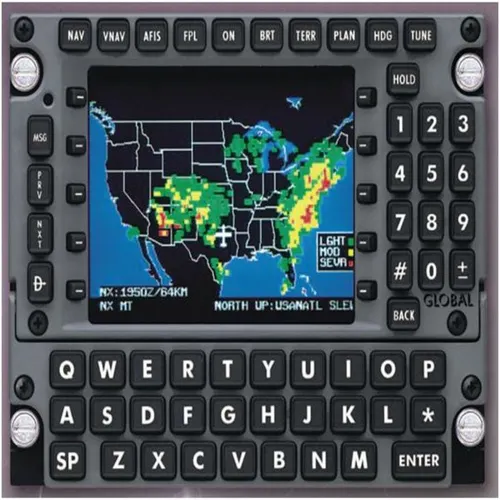 NAV VNAV AFIS FPL ON BRT TERR PLAN HDG TUNE
HOLD
MSG
PRV
NXT
D
1 2 3
4 5 6
7 8 9
# 0 ±
LGHT
MOD
SEVR
NX:1950Z/64KM
NX MT
NORTH UP:USANATL SLEW
GLOBAL
BACK
Q W E R T Y U I O P
A S D F G H J K L *
SP Z X C V B N M ENTER